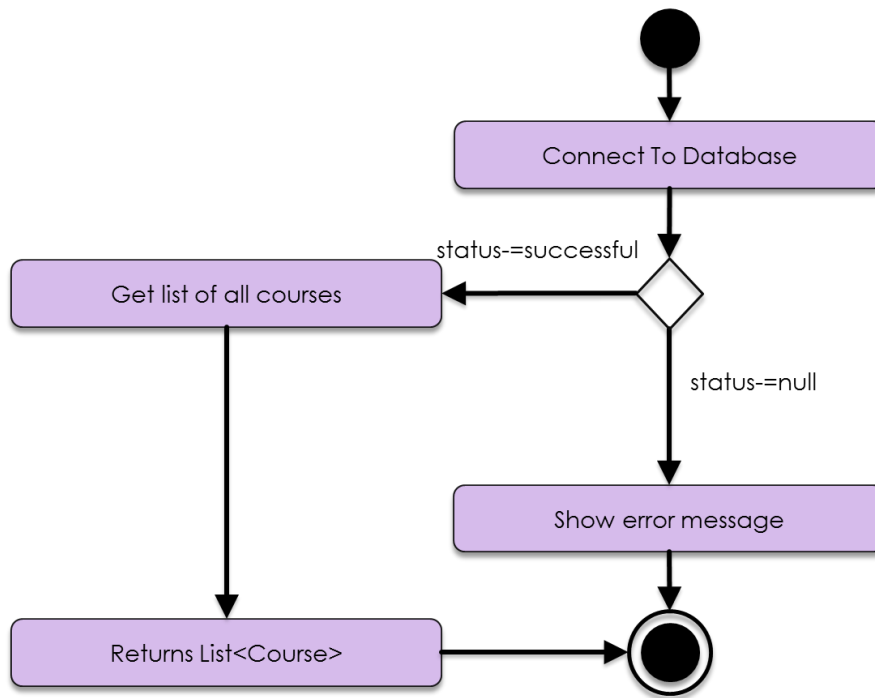 Connect To Database
status-=successful
Get list of all courses
status-=null
Show error message
Returns List<Course>